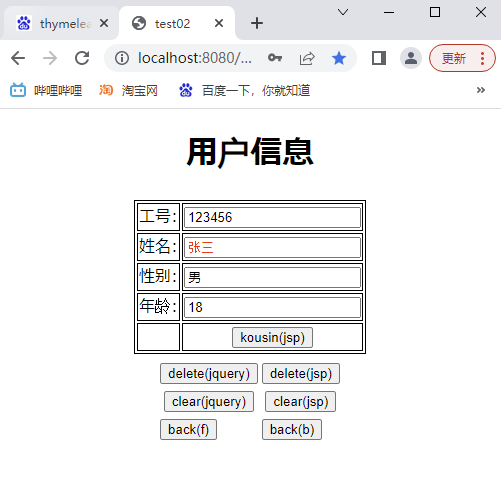 thymelea
test02
localhost:8080/...
更新
哔哩哔哩
淘
淘宝网
百度一下，你就知道
»
用户信息
工号: 123456
姓名: 张三
性别: 男
年龄: 18
kousin(jsp)
delete(jquery) delete(jsp)
clear(jquery) clear(jsp)
back(f) back(b)